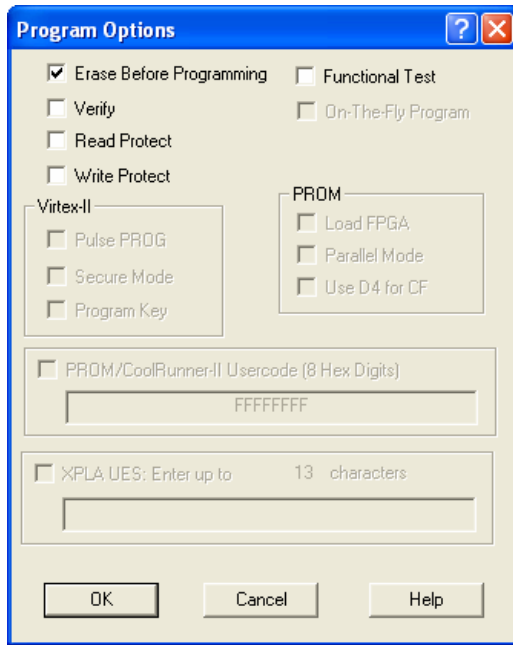 Program Options
Erase Before Programming
Functional Test
Verify
On-The-Fly Program
Read Protect
Write Protect
Virtex-II
Pulse PROG
Secure Mode
Program Key
PROM
Load FPGA
Parallel Mode
Use D4 for CF
PROM/CoolRunner-II Usercode (8 Hex Digits)
FFFFFFFF
XPLA UES: Enter up to 13 characters
OK Cancel Help